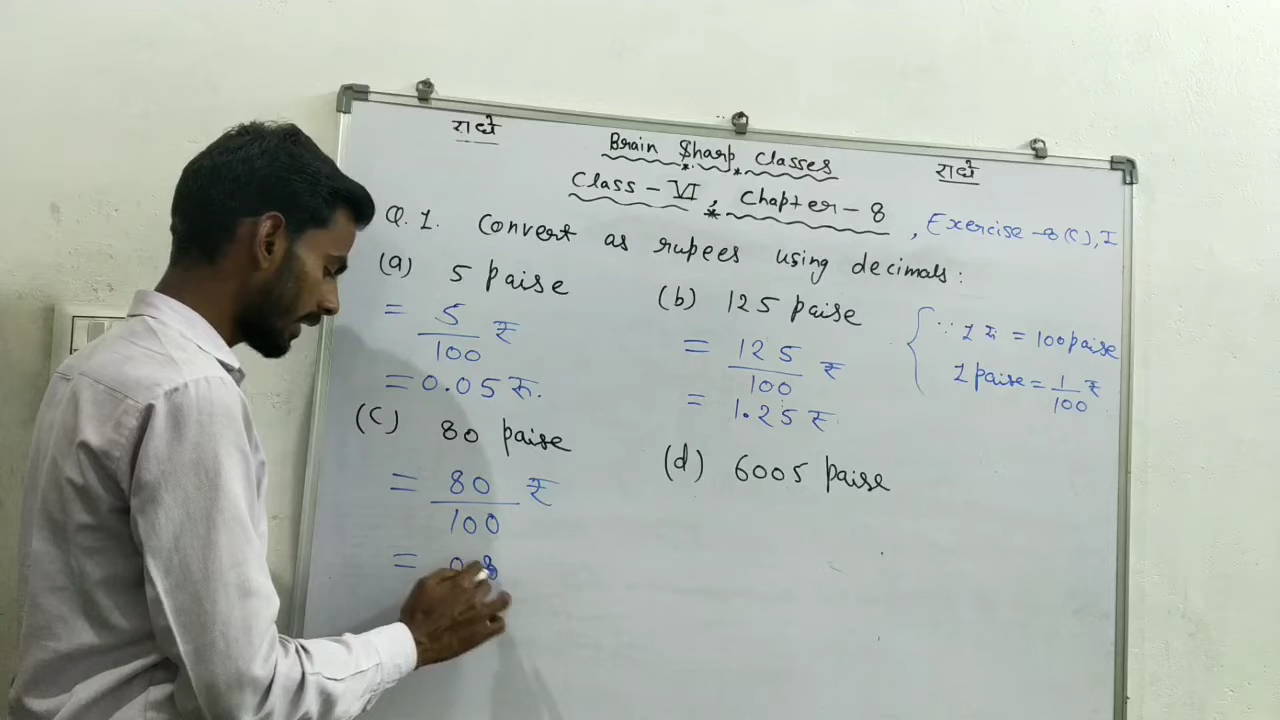 राधे
Brain Sharp Classes
राधे
Class - VI, Chapter - 8
, Exercise - 8(C), I
Q. 1. Convert as rupees using decimals:
(a) 5 paise
= 5/100 ₹
= 0.05 रू.
(b) 125 paise
= 125/100 ₹
= 1.25 ₹
{ ∵ 1 रू = 100 paise
1 paise = 1/100 ₹
(C) 80 paise
= 80/100 ₹
= 0.8
(d) 6005 paise